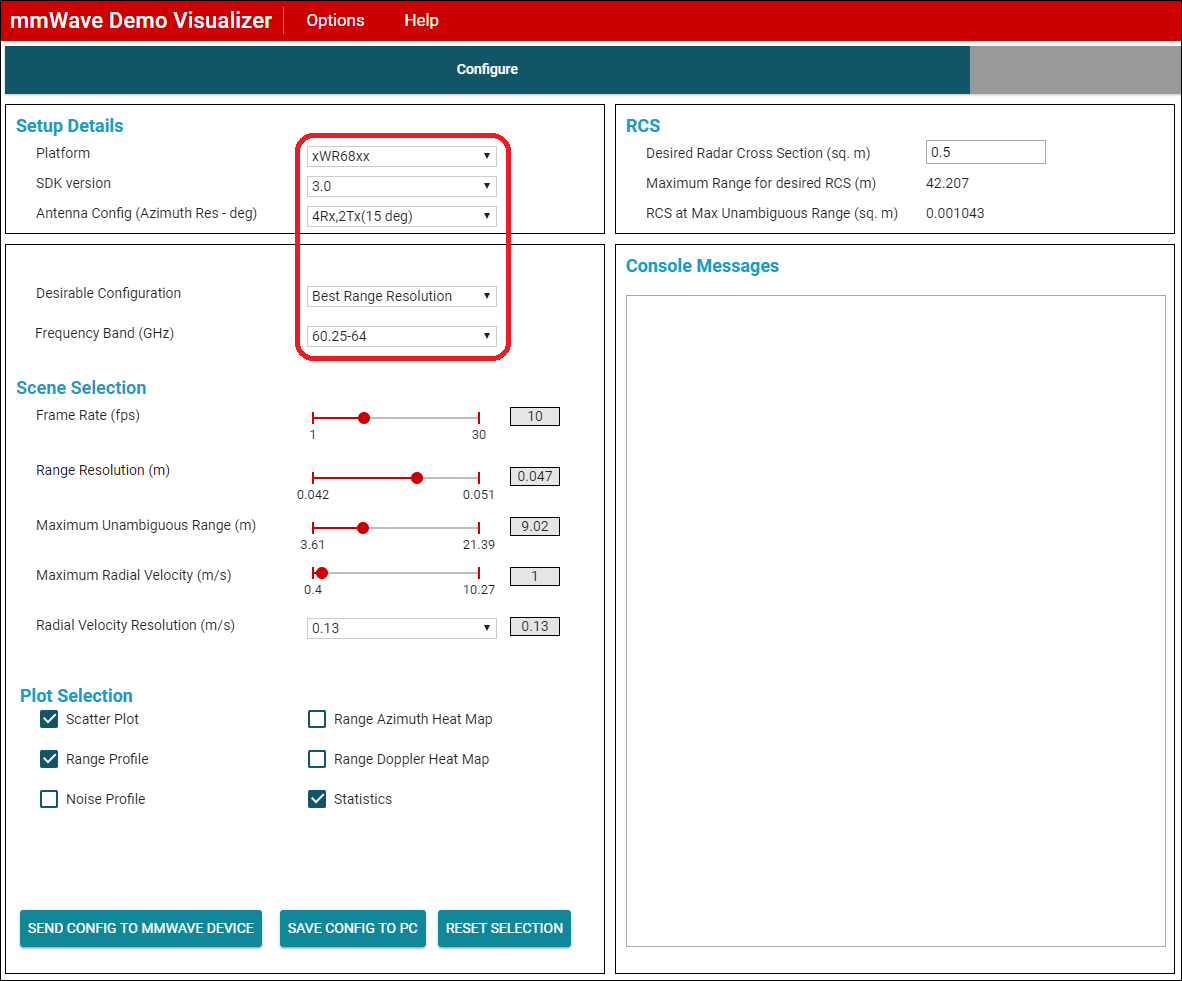 mmWave Demo Visualizer Options Help
Configure
Setup Details
Platform xWR68xx
SDK version 3.0
Antenna Config (Azimuth Res - deg) 4Rx,2Tx(15 deg)
RCS
Desired Radar Cross Section (sq. m) 0.5
Maximum Range for desired RCS (m) 42.207
RCS at Max Unambiguous Range (sq. m) 0.001043
Desirable Configuration Best Range Resolution
Frequency Band (GHz) 60.25-64
Scene Selection
Frame Rate (fps) 10
1 30
Range Resolution (m) 0.047
0.042 0.051
Maximum Unambiguous Range (m) 9.02
3.61 21.39
Maximum Radial Velocity (m/s) 1
0.4 10.27
Radial Velocity Resolution (m/s) 0.13 0.13
Plot Selection
Scatter Plot Range Azimuth Heat Map
Range Profile Range Doppler Heat Map
Noise Profile Statistics
SEND CONFIG TO MMWAVE DEVICE SAVE CONFIG TO PC RESET SELECTION
Console Messages